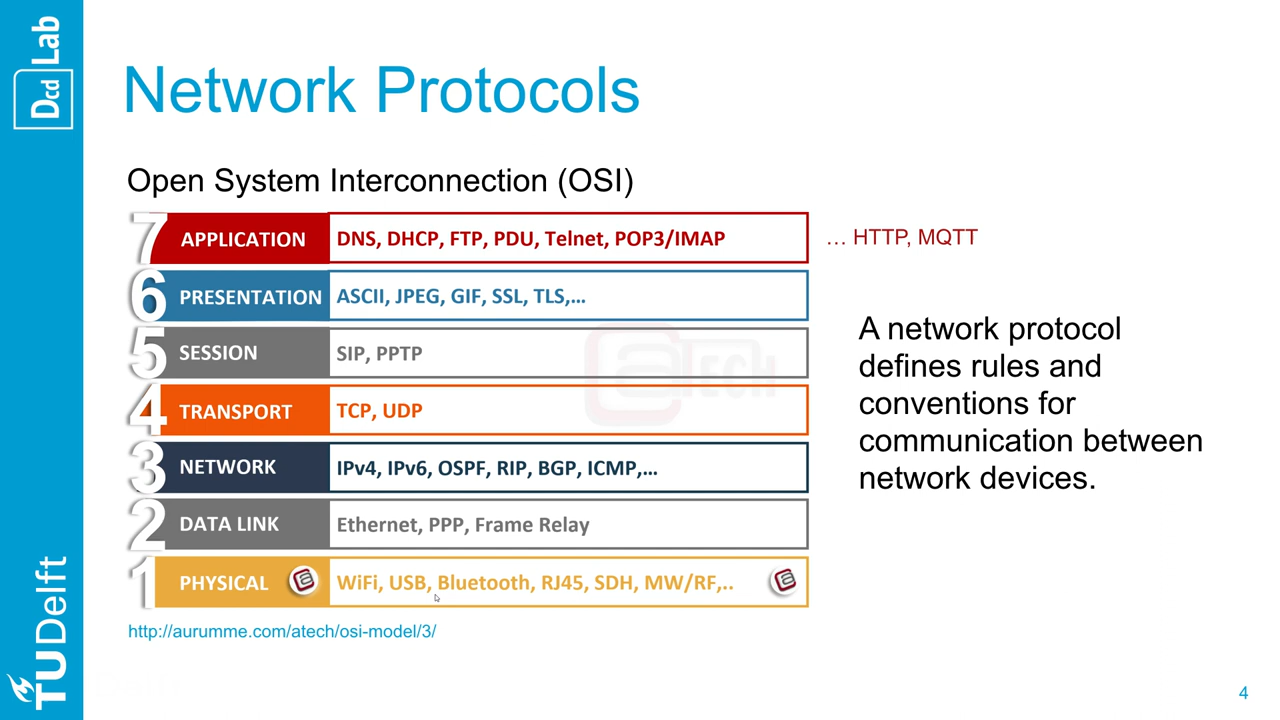 Dcd Lab
Network Protocols
Open System Interconnection (OSI)
7 APPLICATION DNS, DHCP, FTP, PDU, Telnet, POP3/IMAP … HTTP, MQTT
6 PRESENTATION ASCII, JPEG, GIF, SSL, TLS,…
5 SESSION SIP, PPTP
4 TRANSPORT TCP, UDP
3 NETWORK IPv4, IPv6, OSPF, RIP, BGP, ICMP,…
2 DATA LINK Ethernet, PPP, Frame Relay
1 PHYSICAL WiFi, USB, Bluetooth, RJ45, SDH, MW/RF,..
aTECH
A network protocol
defines rules and
conventions for
communication between
network devices.
http://aurumme.com/atech/osi-model/3/
TUDelft
4